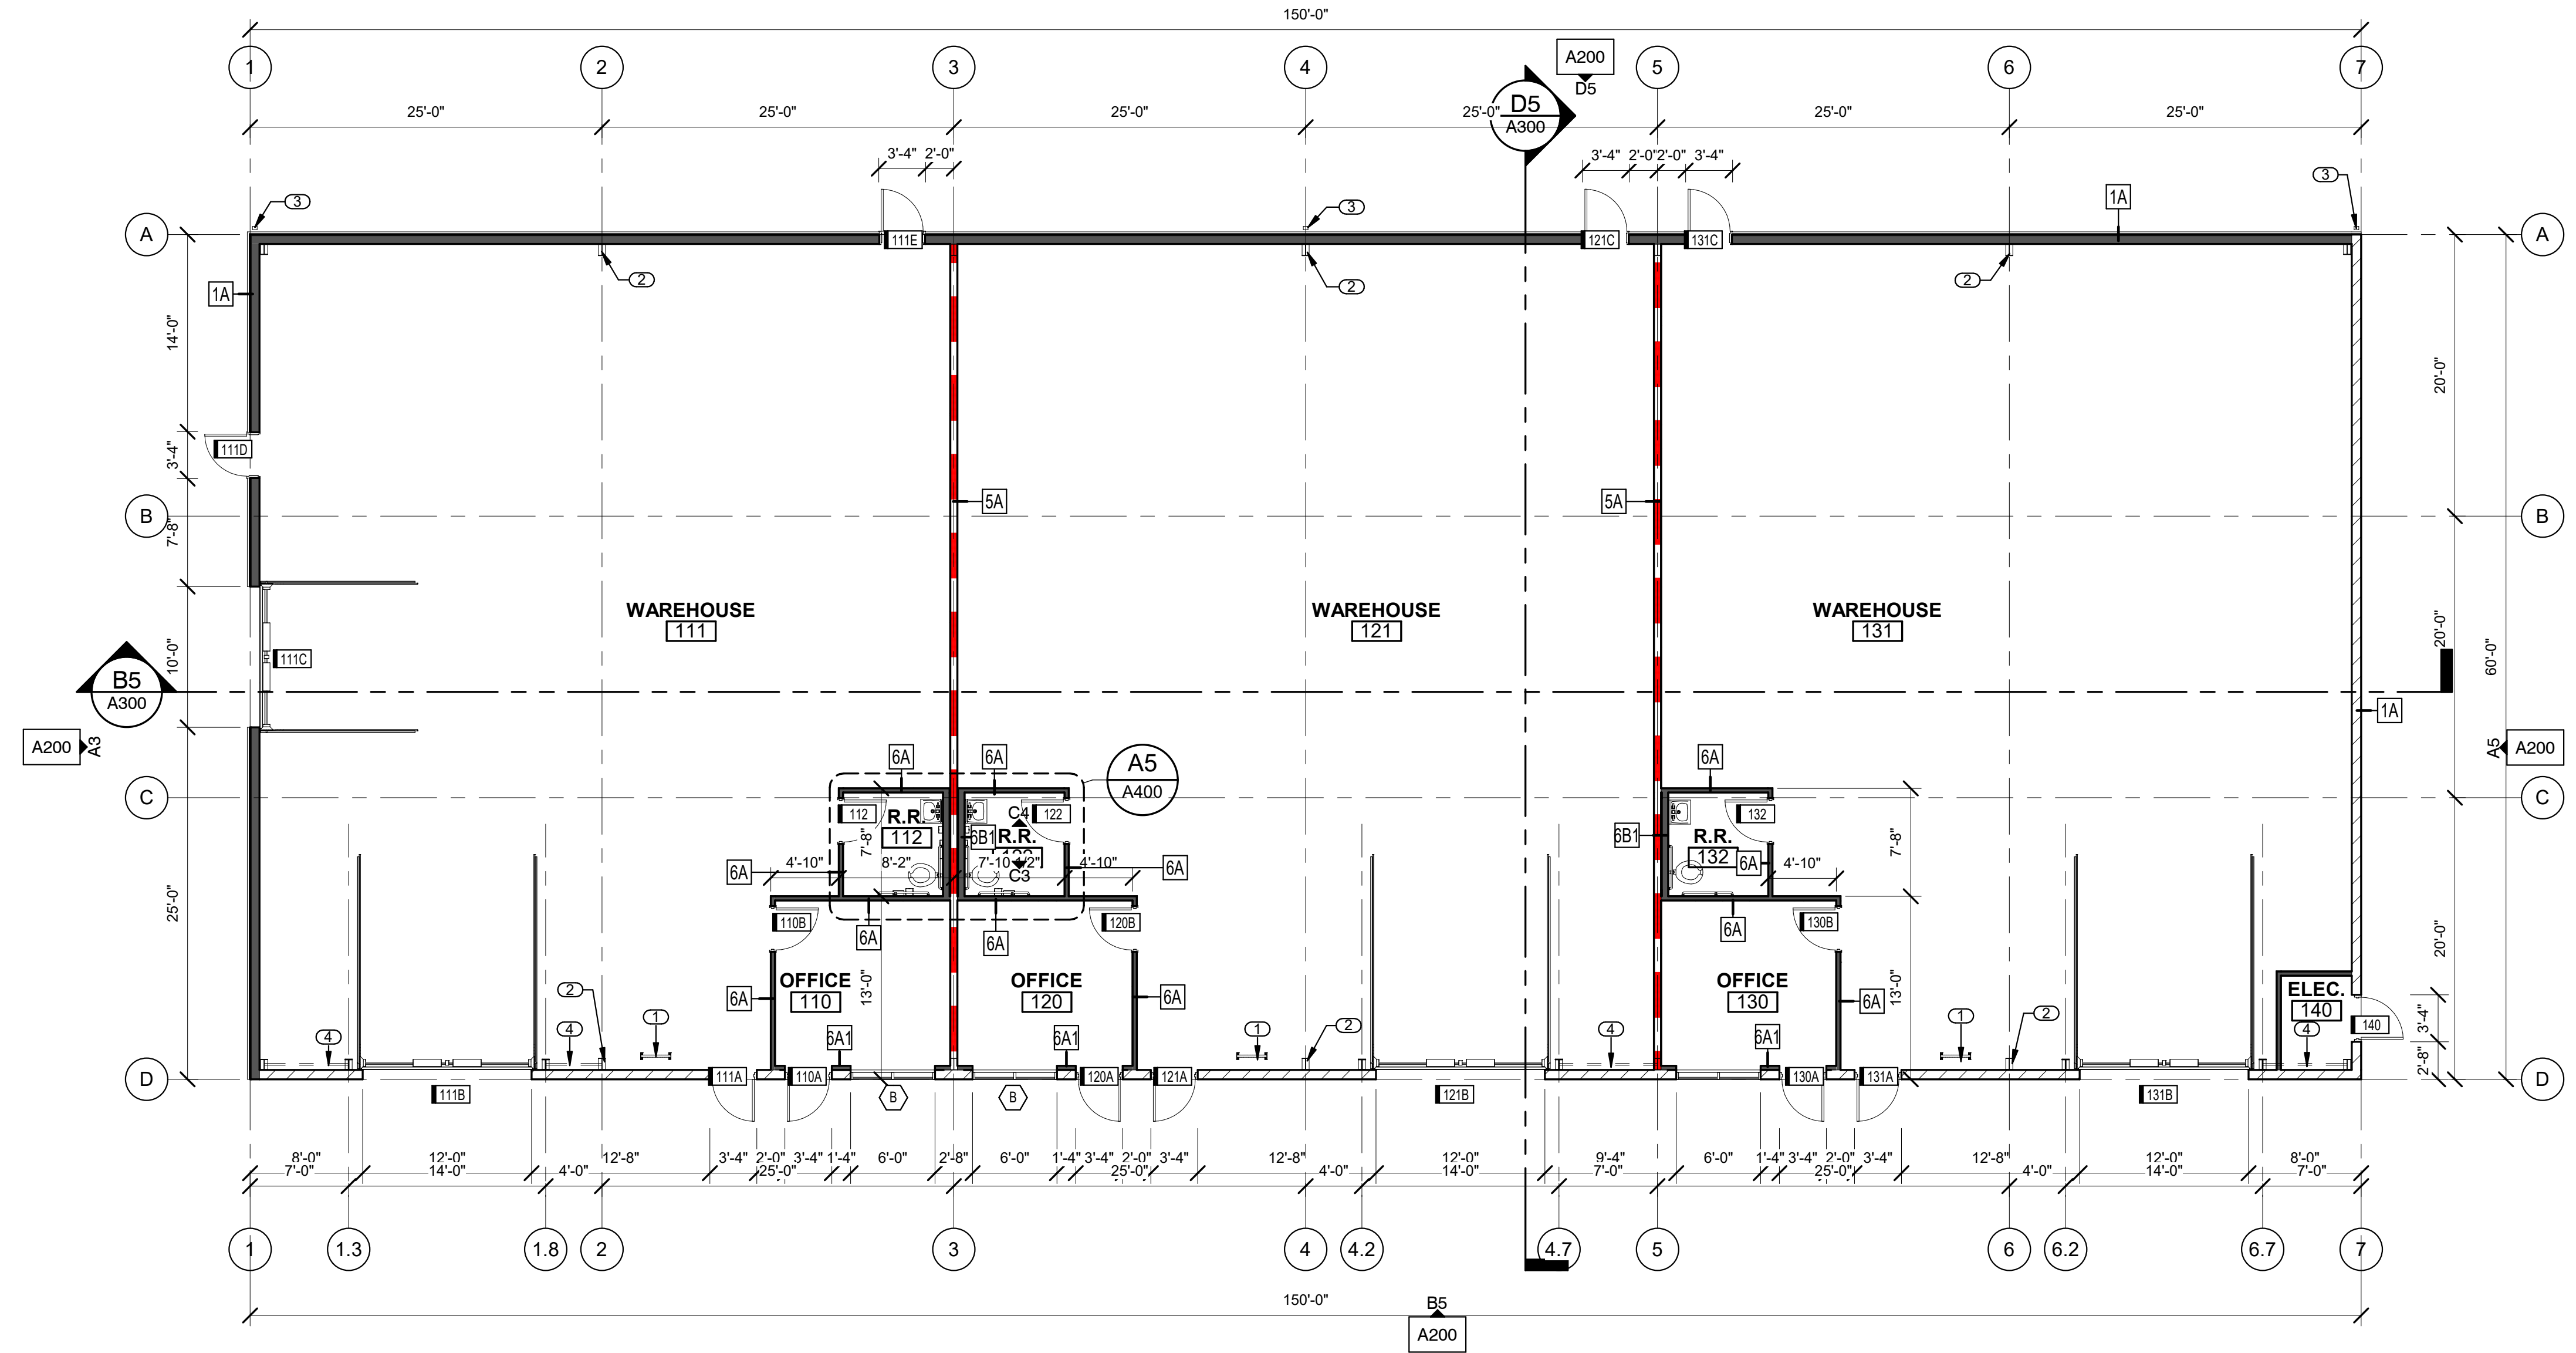 150'-0"
1 2 3 4 5 6 7
A200
D5
25'-0" 25'-0" 25'-0" 25'-0" 25'-0" 25'-0"
D5
A300
3'-4" 2'-0" 3'-4" 2'-0" 2'-0" 3'-4"
3 3 3
1A
A A
111E 121C 131C
2 2 2
1A
14'-0"
20'-0"
111D
3'-4"
5A 5A
B B
7'-8"
WAREHOUSE WAREHOUSE WAREHOUSE
111 121 131
10'-0"
111C
20'-0"
60'-0"
B5
A300
1A
A200 A3
A5 A200
6A 6A 6A
A5
A400
C C
112 122 132
R.R.
112
C4
R.R.
C3
R.R.
132
6B1 6B1
7'-8" 7'-8"
4'-10" 8'-2" 7'-10 1/2" 4'-10" 4'-10"
6A 6A 6A
25'-0"
20'-0"
110B 120B 130B
6A 6A 6A
OFFICE OFFICE OFFICE ELEC.
110 120 130 140
6A 6A 6A
13'-0" 13'-0"
2 1 1 2 1 2
4 4 4 4
6A1 6A1 6A1
140
3'-4"
2'-8"
D D
111A 110A 120A 121A 130A 131A
111B B B 121B 131B
8'-0" 12'-0" 12'-8" 3'-4" 2'-0" 3'-4" 1'-4" 6'-0" 2'-8" 6'-0" 1'-4" 3'-4" 2'-0" 3'-4" 12'-8" 12'-0" 9'-4" 6'-0" 1'-4" 3'-4" 2'-0" 3'-4" 12'-8" 12'-0" 8'-0"
7'-0" 14'-0" 4'-0" 25'-0" 25'-0" 4'-0" 14'-0" 7'-0" 25'-0" 4'-0" 14'-0" 7'-0"
1 1.3 1.8 2 3 4 4.2 4.7 5 6 6.2 6.7 7
150'-0"
B5
A200